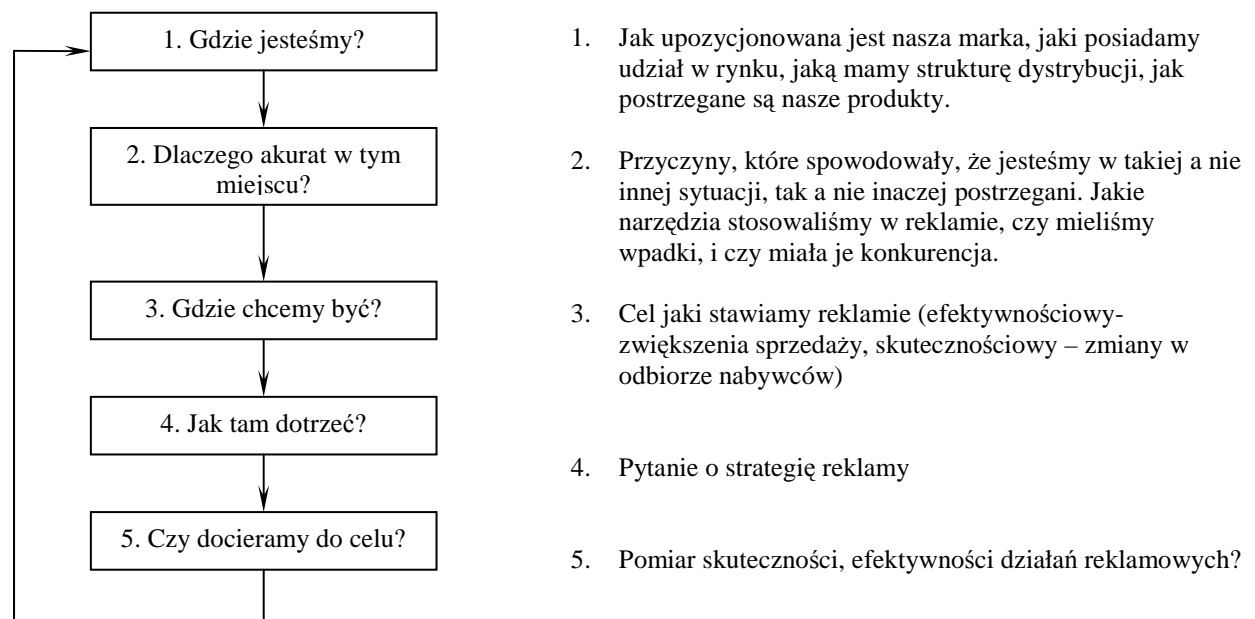 1. Gdzie jesteśmy?
2. Dlaczego akurat w tym
miejscu?
3. Gdzie chcemy być?
4. Jak tam dotrzeć?
5. Czy docieramy do celu?
1. Jak upozycjonowana jest nasza marka, jaki posiadamy
udział w rynku, jaką mamy strukturę dystrybucji, jak
postrzegane są nasze produkty.
2. Przyczyny, które spowodowały, że jesteśmy w takiej a nie
innej sytuacji, tak a nie inaczej postrzegani. Jakie
narzędzia stosowaliśmy w reklamie, czy mieliśmy
wpadki, i czy miała je konkurencja.
3. Cel jaki stawiamy reklamie (efektywnościowy-
zwiększenia sprzedaży, skutecznościowy – zmiany w
odbiorze nabywców)
4. Pytanie o strategię reklamy
5. Pomiar skuteczności, efektywności działań reklamowych?